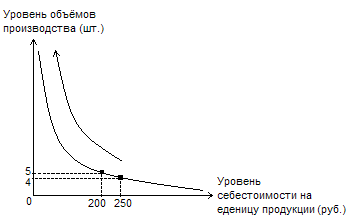 Уровень объёмов
производства (шт.)
5
4
0
200
250
Уровень
себестоимости на
еденицу продукции (руб.)